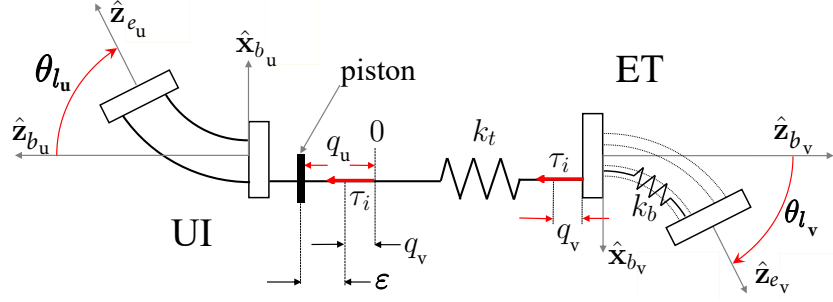 ẑ_{e_u}
x̂_{b_u}
piston
ET
θ_{l_u}
ẑ_{b_u}
q_u
0
k_t
τ_i
ẑ_{b_v}
τ_i
k_b
θ_{l_v}
UI
q_v
q_v
x̂_{b_v}
ε
ẑ_{e_v}